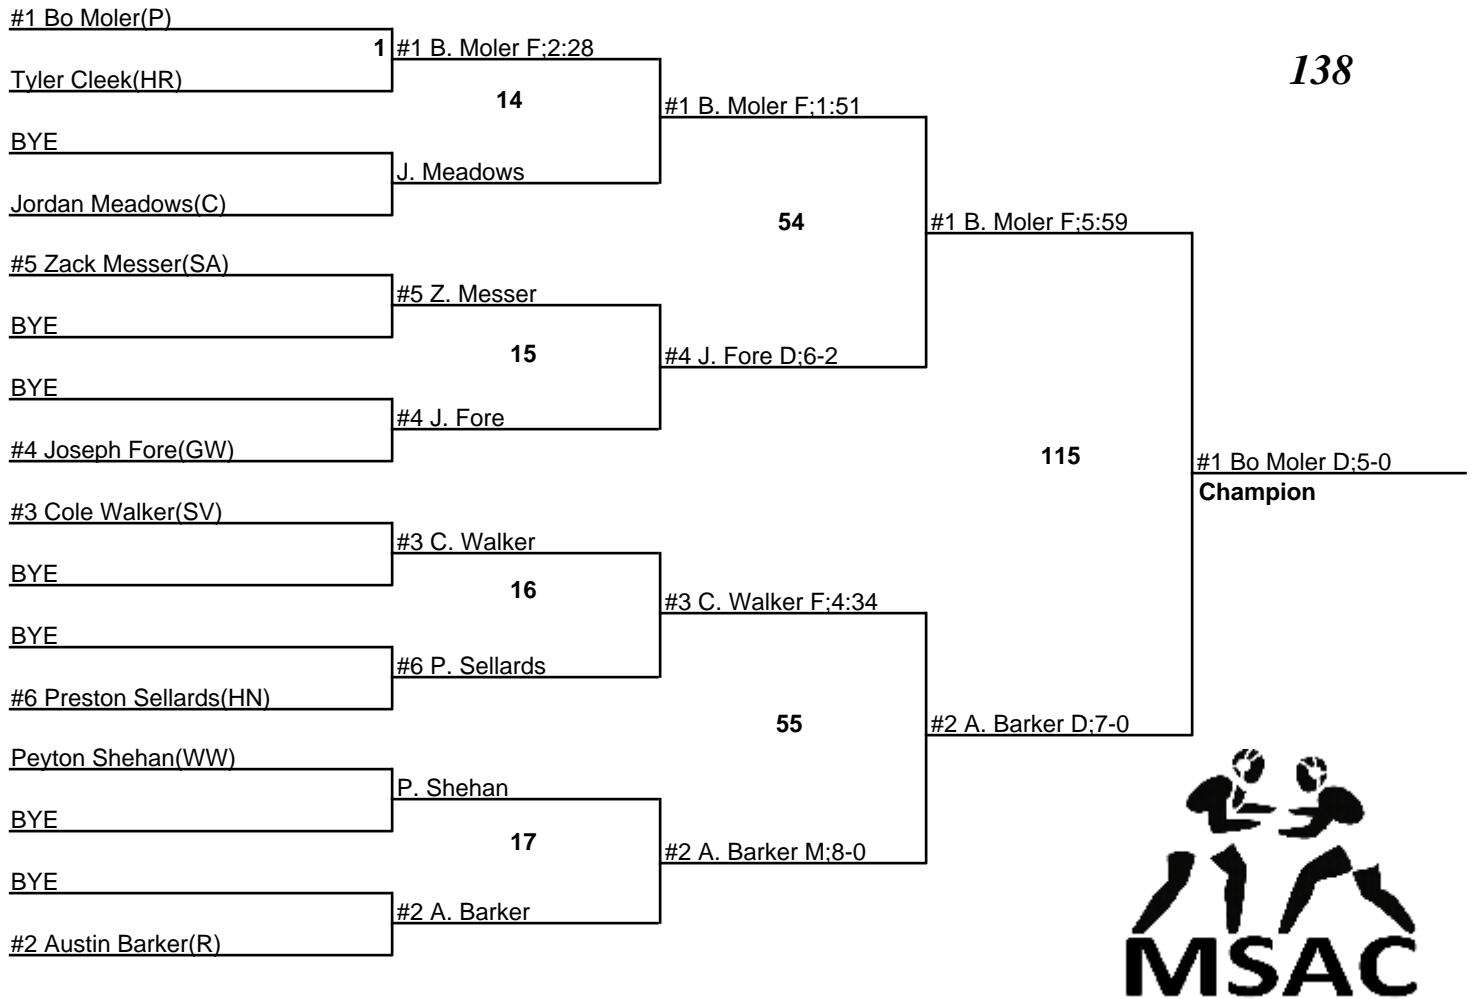 #1 Bo Moler(P)
1
#1 B. Moler F;2:28
138
Tyler Cleek(HR)
14
#1 B. Moler F;1:51
BYE
J. Meadows
Jordan Meadows(C)
54
#1 B. Moler F;5:59
#5 Zack Messer(SA)
#5 Z. Messer
BYE
15
#4 J. Fore D;6-2
BYE
#4 J. Fore
#4 Joseph Fore(GW)
115
#1 Bo Moler D;5-0
Champion
#3 Cole Walker(SV)
#3 C. Walker
BYE
16
#3 C. Walker F;4:34
BYE
#6 P. Sellards
#6 Preston Sellards(HN)
55
#2 A. Barker D;7-0
Peyton Shehan(WW)
P. Shehan
BYE
17
#2 A. Barker M;8-0
BYE
#2 A. Barker
#2 Austin Barker(R)
MSAC